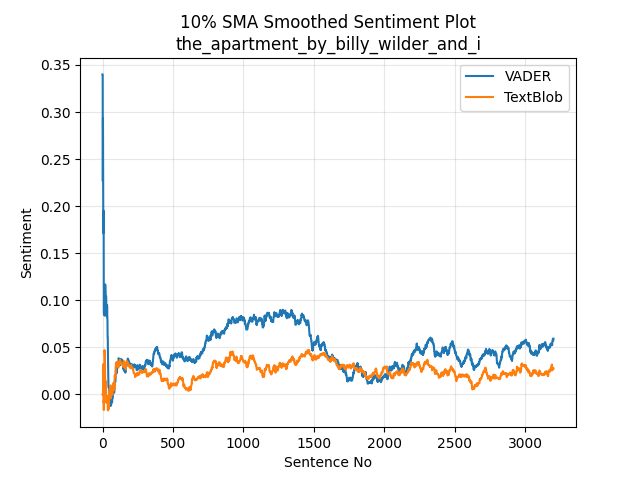 10% SMA Smoothed Sentiment Plot
the_apartment_by_billy_wilder_and_i
VADER
TextBlob
Sentiment
0.35
0.30
0.25
0.20
0.15
0.10
0.05
0.00
0
500
1000
1500
2000
2500
3000
Sentence No